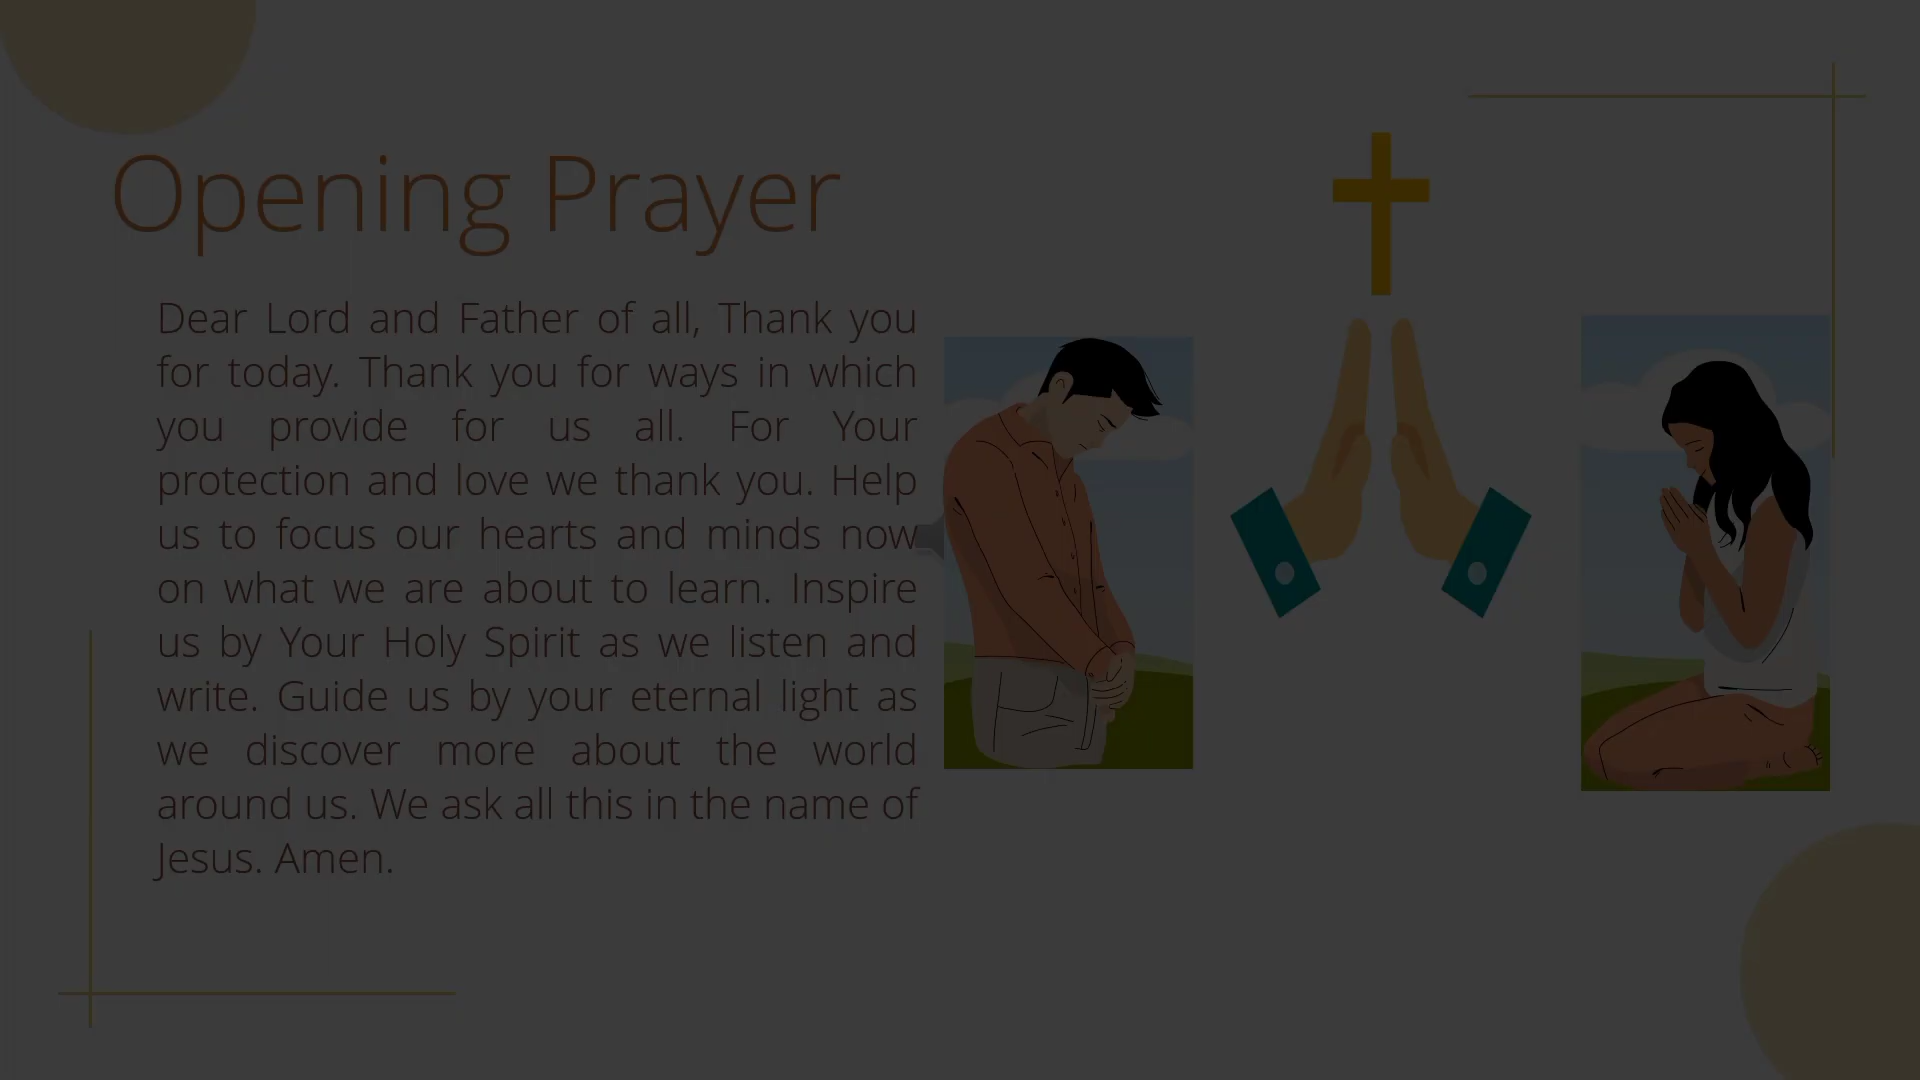 Opening Prayer
Dear Lord and Father of all, Thank you
for today. Thank you for ways in which
you provide for us all. For Your
protection and love we thank you. Help
us to focus our hearts and minds now
on what we are about to learn. Inspire
us by Your Holy Spirit as we listen and
write. Guide us by your eternal light as
we discover more about the world
around us. We ask all this in the name of
Jesus. Amen.